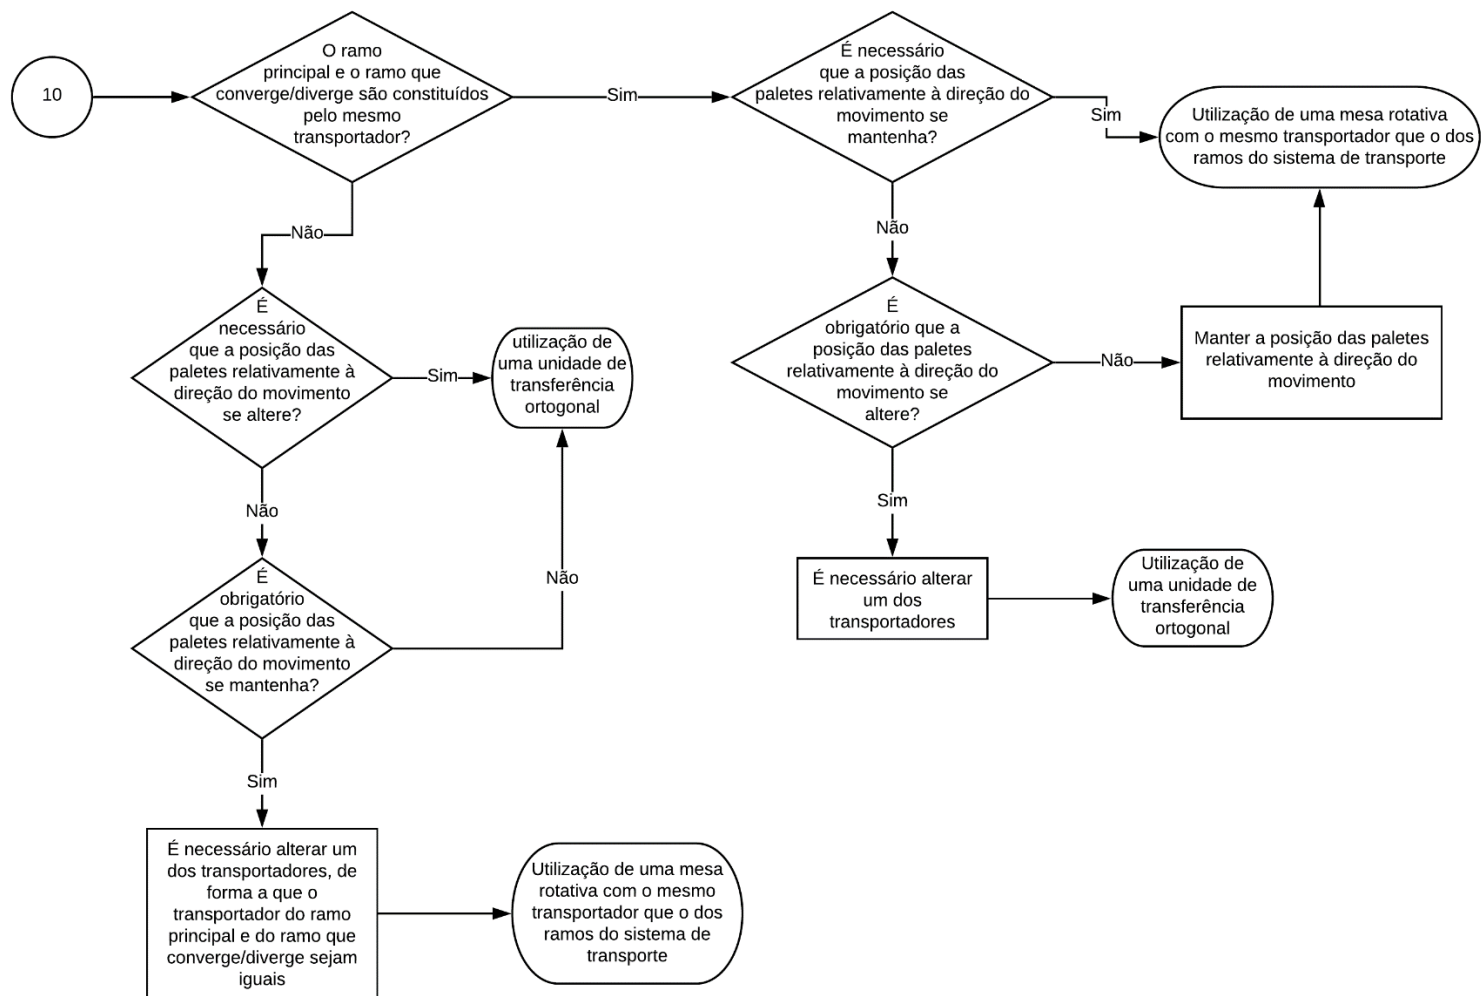 10
O ramo
principal e o ramo que
converge/diverge são constituídos
pelo mesmo
transportador?
Sim
É necessário
que a posição das
paletes relativamente à direção do
movimento se
mantenha?
Sim
Utilização de uma mesa rotativa
com o mesmo transportador que o dos
ramos do sistema de transporte
Não
Não
É
necessário
que a posição das
paletes relativamente à
direção do movimento
se altere?
Sim
utilização de
uma unidade de
transferência
ortogonal
É
obrigatório que a
posição das paletes
relativamente à direção do
movimento se
altere?
Não
Manter a posição das paletes
relativamente à direção do
movimento
Não
Sim
É
obrigatório
que a posição das
paletes relativamente à
direção do movimento
se mantenha?
Não
É necessário alterar
um dos
transportadores
Utilização de
uma unidade de
transferência
ortogonal
Sim
É necessário alterar um
dos transportadores, de
forma a que o
transportador do ramo
principal e do ramo que
converge/diverge sejam
iguais
Utilização de uma mesa
rotativa com o mesmo
transportador que o dos
ramos do sistema de
transporte